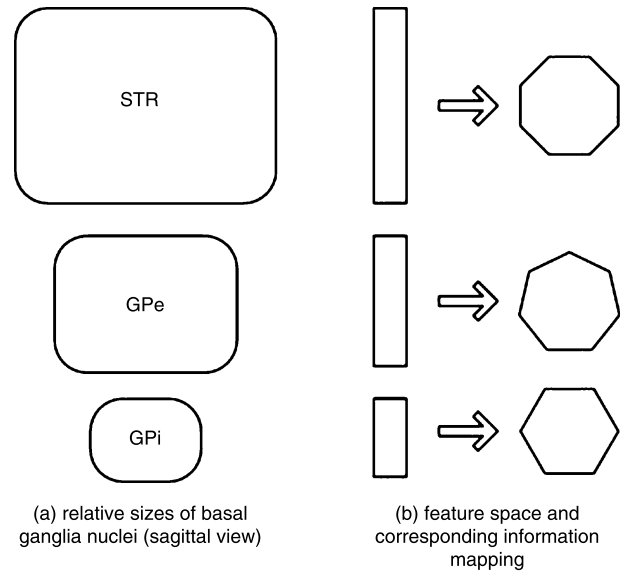 STR
GPe
GPi
(a) relative sizes of basal
ganglia nuclei (sagittal view)
(b) feature space and
corresponding information
mapping